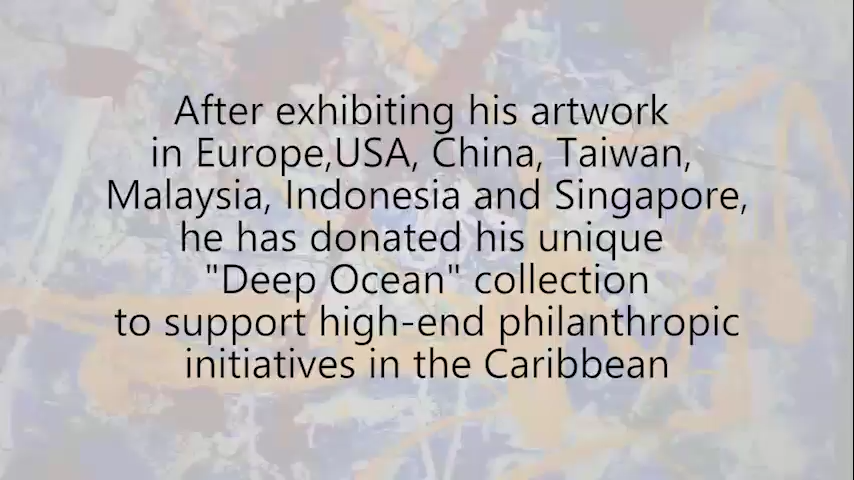 After exhibiting his artwork
in Europe,USA, China, Taiwan,
Malaysia, Indonesia and Singapore,
he has donated his unique
"Deep Ocean" collection
to support high-end philanthropic
initiatives in the Caribbean